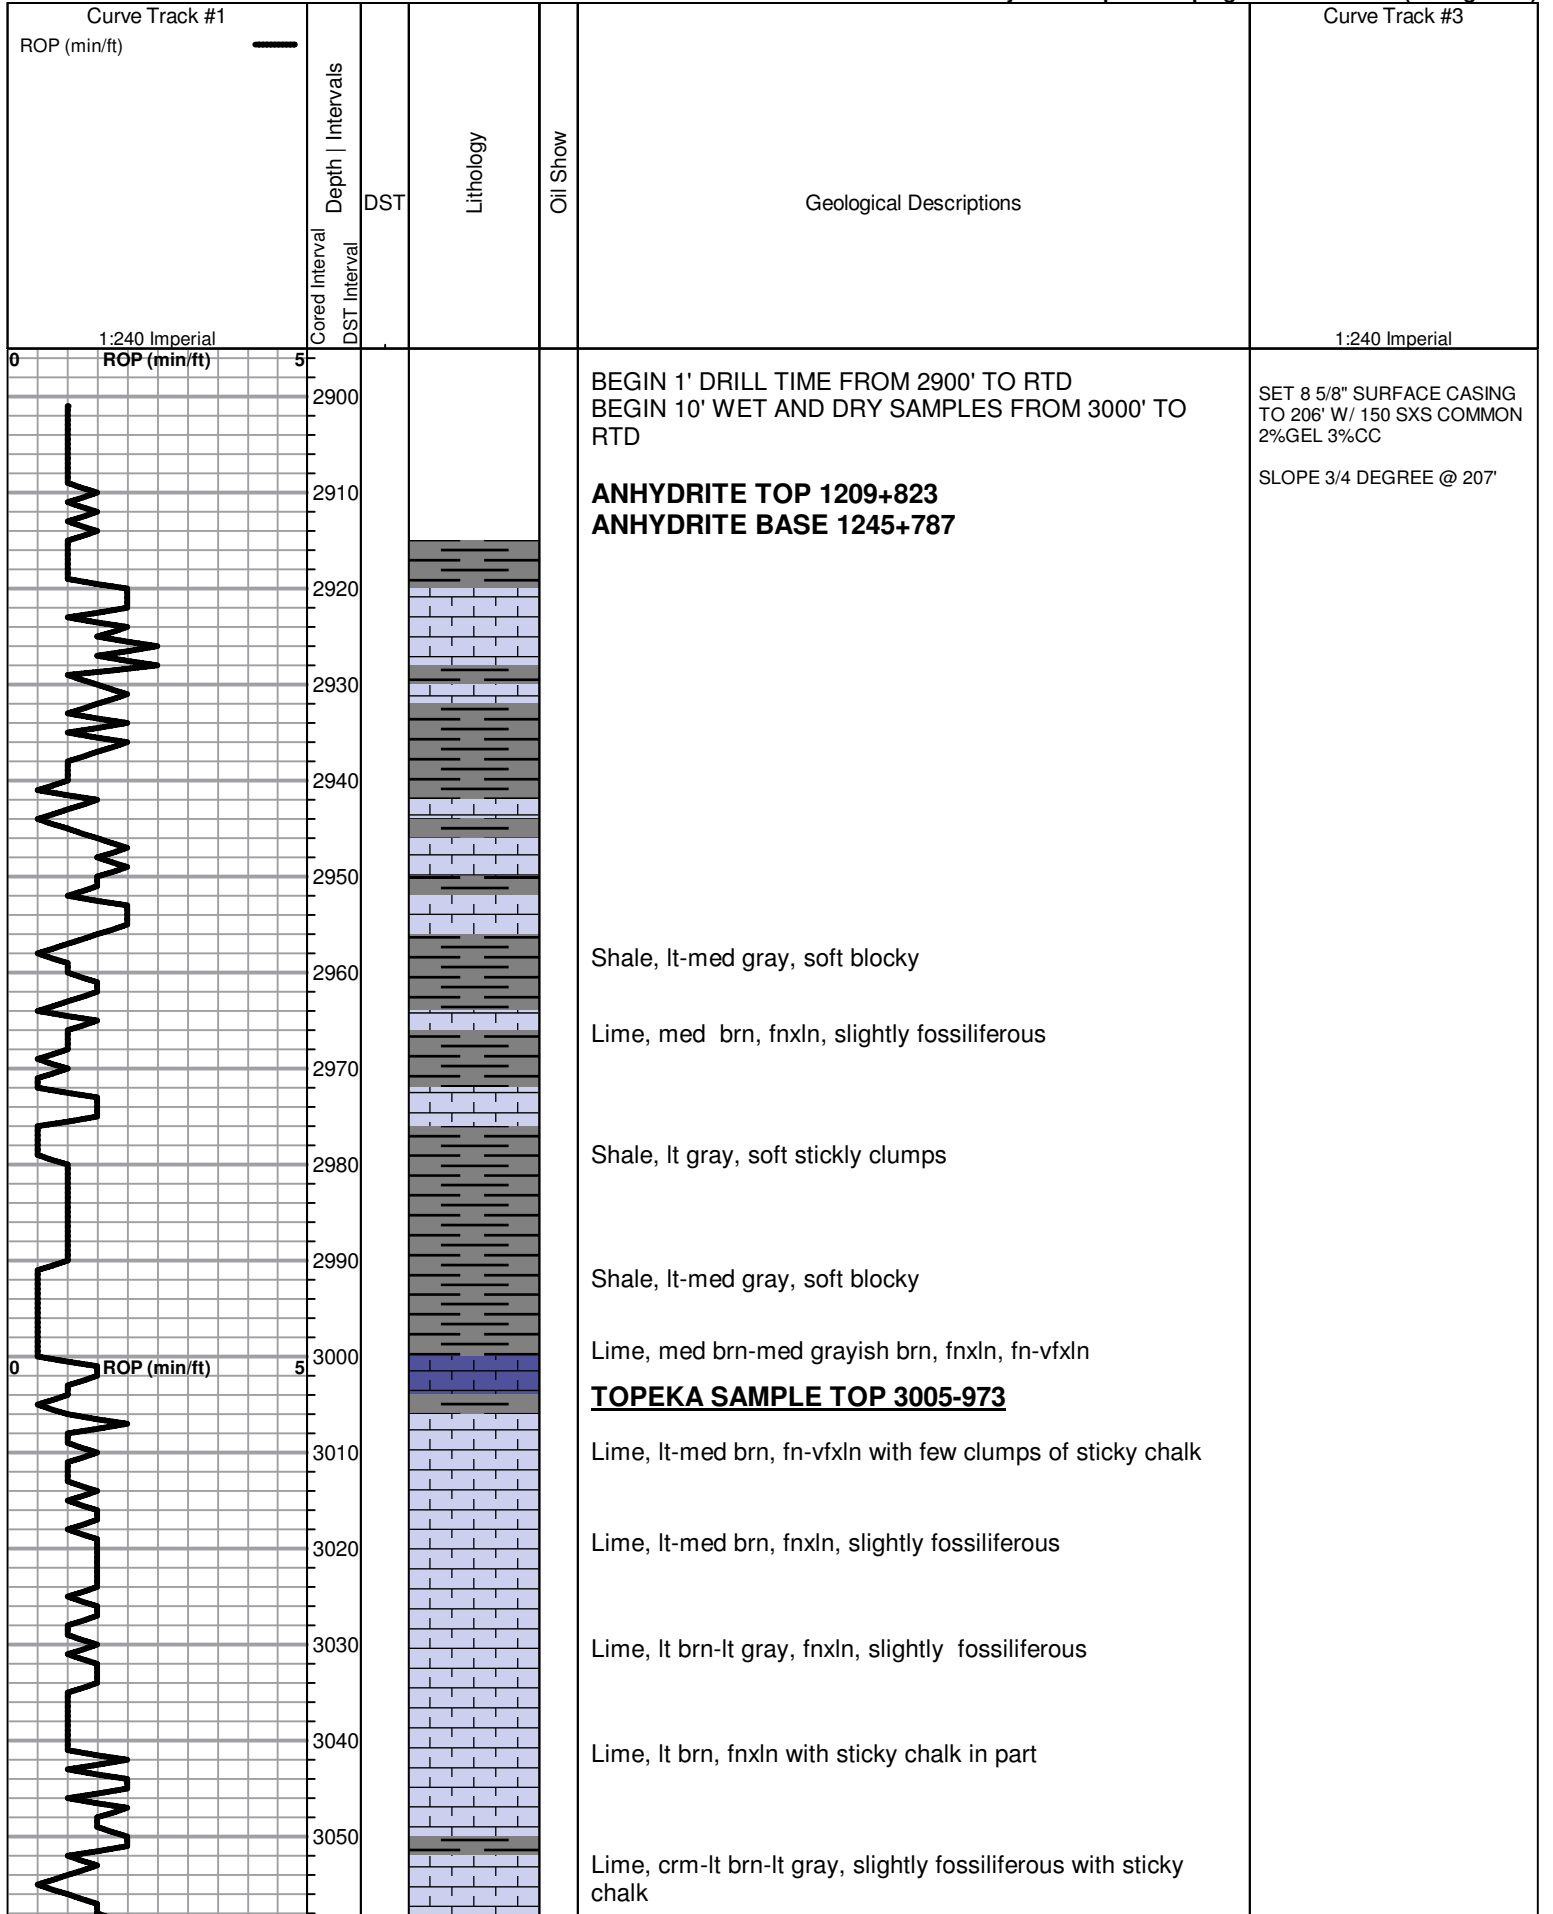 Curve Track #1
ROP (min/ft)
1:240 Imperial
Depth | Intervals
Cored Interval
DST Interval
DST
Lithology
Oil Show
Geological Descriptions
Curve Track #3
1:240 Imperial
0 ROP (min/ft) 5
2900
2910
2920
2930
2940
2950
2960
2970
2980
2990
3000
0 ROP (min/ft) 5
3010
3020
3030
3040
3050
BEGIN 1' DRILL TIME FROM 2900' TO RTD
BEGIN 10' WET AND DRY SAMPLES FROM 3000' TO
RTD
ANHYDRITE TOP 1209+823
ANHYDRITE BASE 1245+787
Shale, lt-med gray, soft blocky
Lime, med brn, fnxln, slightly fossiliferous
Shale, lt gray, soft stickly clumps
Shale, lt-med gray, soft blocky
Lime, med brn-med grayish brn, fnxln, fn-vfxln
TOPEKA SAMPLE TOP 3005-973
Lime, lt-med brn, fn-vfxln with few clumps of sticky chalk
Lime, lt-med brn, fnxln, slightly fossiliferous
Lime, lt brn-lt gray, fnxln, slightly fossiliferous
Lime, lt brn, fnxln with sticky chalk in part
Lime, crm-lt brn-lt gray, slightly fossiliferous with sticky
chalk
SET 8 5/8" SURFACE CASING
TO 206' W/ 150 SXS COMMON
2%GEL 3%CC
SLOPE 3/4 DEGREE @ 207'